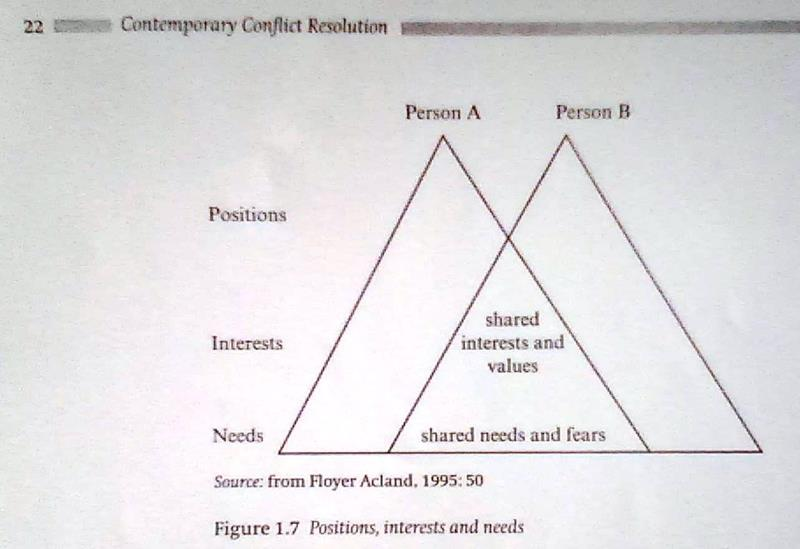 22 Contemporary Conflict Resolution
Person A Person B
Positions
shared
Interests interests and
values
Needs shared needs and fears
Source: from Floyer Acland, 1995: 50
Figure 1.7 Positions, interests and needs